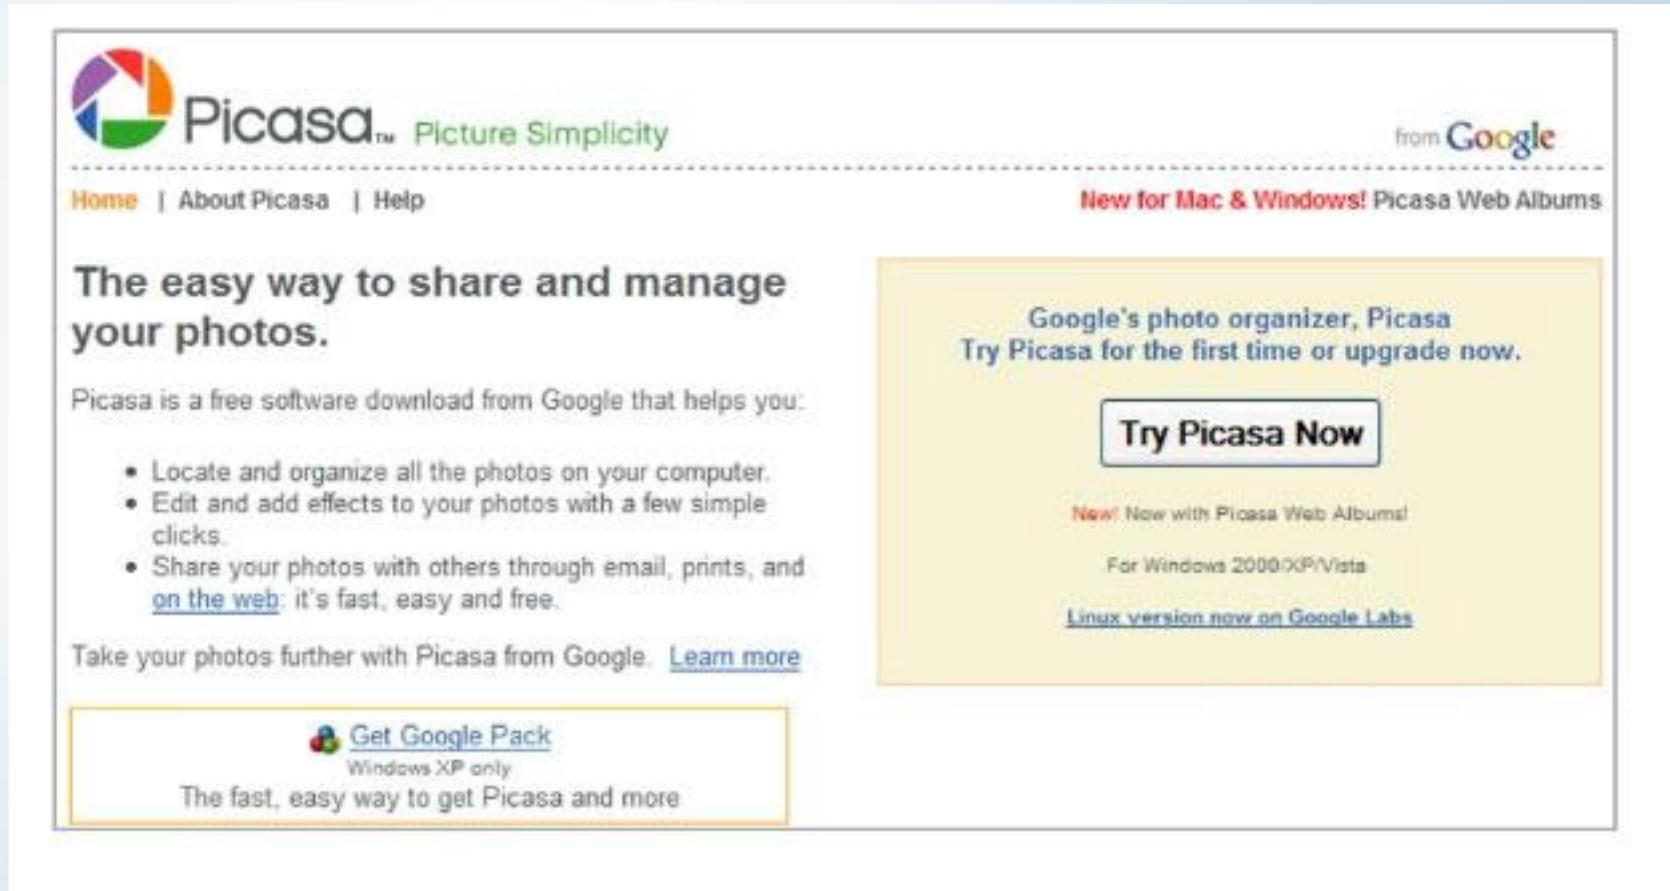 Picasa™ Picture Simplicity
from Google
Home | About Picasa | Help
New for Mac & Windows! Picasa Web Albums
The easy way to share and manage
your photos.
Picasa is a free software download from Google that helps you:
• Locate and organize all the photos on your computer.
• Edit and add effects to your photos with a few simple
clicks.
• Share your photos with others through email, prints, and
on the web: it's fast, easy and free.
Take your photos further with Picasa from Google. Learn more
Get Google Pack
Windows XP only
The fast, easy way to get Picasa and more
Google's photo organizer, Picasa
Try Picasa for the first time or upgrade now.
Try Picasa Now
New! Now with Picasa Web Albums!
For Windows 2000/XP/Vista
Linux version now on Google Labs